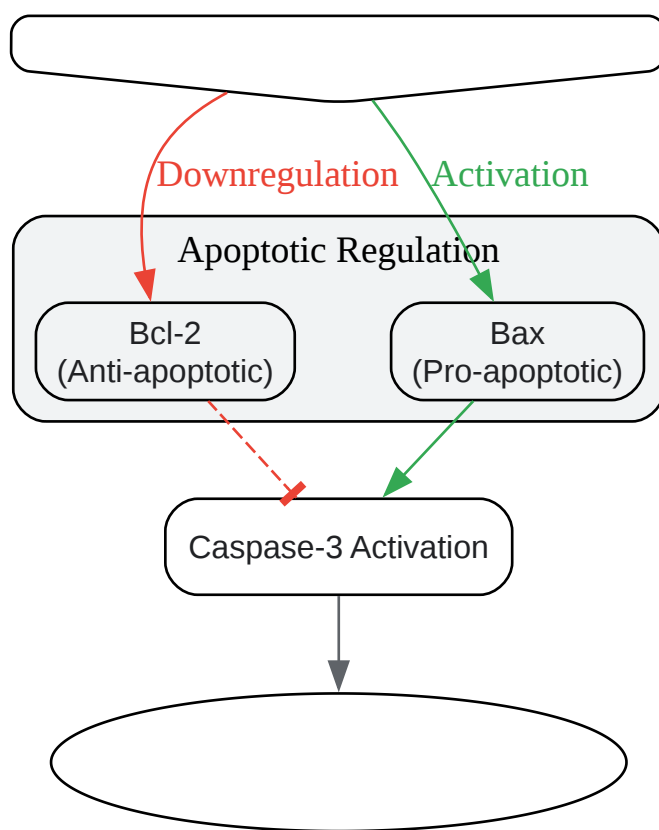 Downregulation
Activation
Apoptotic Regulation
Bcl-2
(Anti-apoptotic)
Bax
(Pro-apoptotic)
Caspase-3 Activation